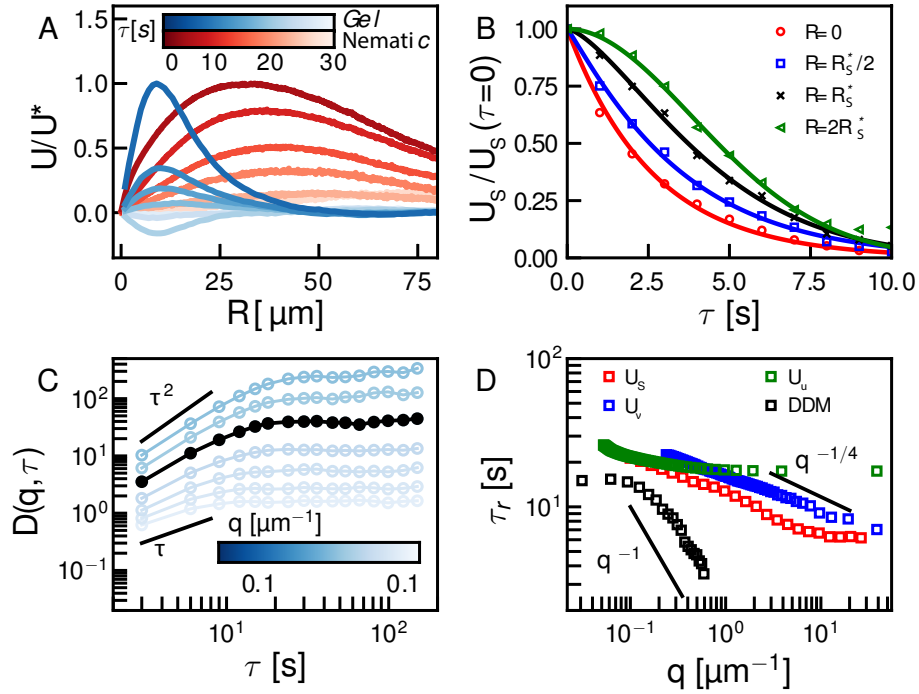 A
1.5
1.0
0.5
0.0
U/U*
τ[s]
Gel
Nematic
0 10 20 30
0 25 50 75
R[ μm]
B
1.00
0.75
0.50
0.25
0.00
U_S / U_S (τ=0)
R=0
R=R_S^*/2
R=R_S^*
R=2R_S^*
0.0 2.5 5.0 7.5 10.0
τ [s]
C
10^2
10^1
10^0
10^-1
D(q, τ)
τ^2
τ
q [μm^-1]
0.1 0.1
10^1 10^2
τ [s]
D
10^2
10^1
τ_r [s]
U_S
U_v
U_u
DDM
q^-1/4
q^-1
10^-1 10^0 10^1
q [μm^-1]